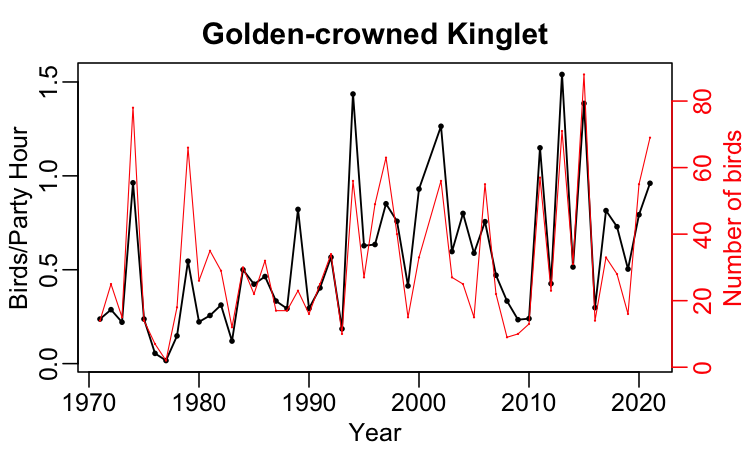 Golden-crowned Kinglet
Birds/Party Hour
1.5
1.0
0.5
0.0
1970 1980 1990 2000 2010 2020
Year
80
60
40
20
0
Number of birds